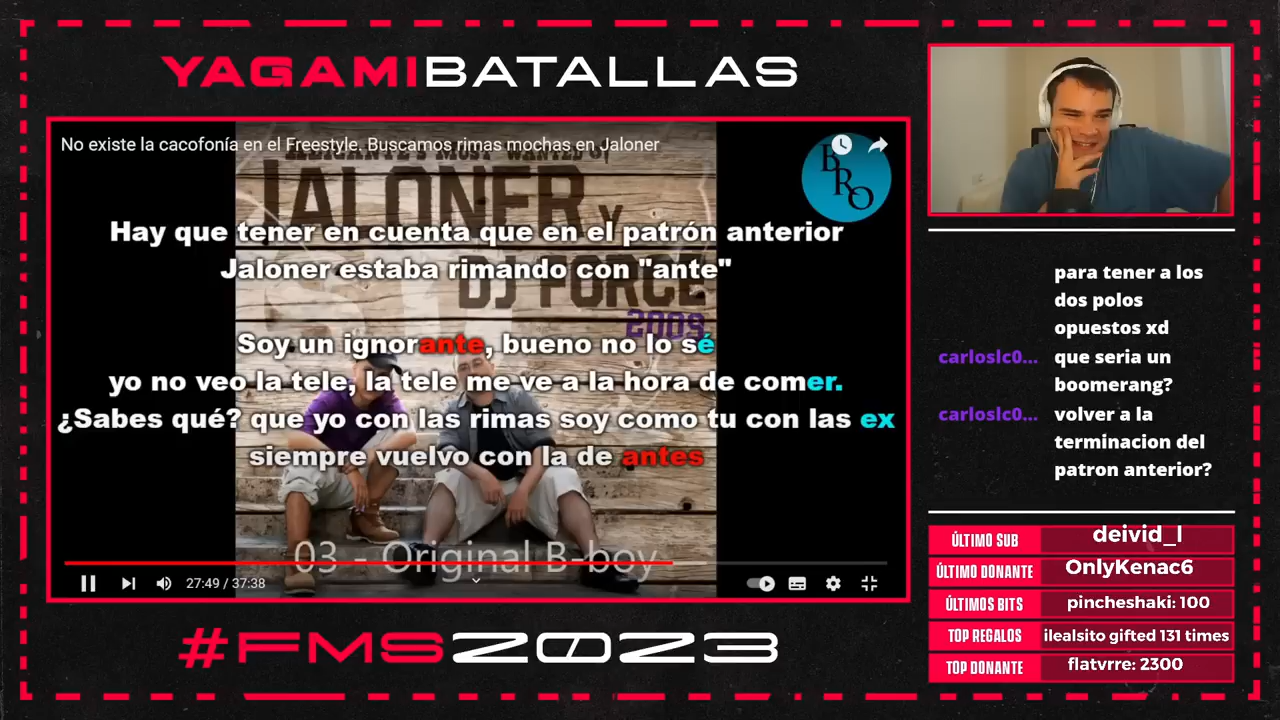 YAGAMIBATALLAS
No existe la cacofonía en el Freestyle. Buscamos rimas mochas en Jaloner
BRO
JALONER Y
DJ FORCE
2009
Hay que tener en cuenta que en el patrón anterior
Jaloner estaba rimando con "ante"
Soy un ignorante, bueno no lo sé
yo no veo la tele, la tele me ve a la hora de comer.
¿Sabes qué? que yo con las rimas soy como tu con las ex
siempre vuelvo con la de antes
03 - Original B-boy
27:49 / 37:38
#FMS2023
para tener a los
dos polos
opuestos xd
carloslc0... que seria un
boomerang?
carloslc0... volver a la
terminacion del
patron anterior?
ÚLTIMO SUB deivid_l
ÚLTIMO DONANTE OnlyKenac6
ÚLTIMOS BITS pincheshaki: 100
TOP REGALOS ilealsito gifted 131 times
TOP DONANTE flatvrre: 2300